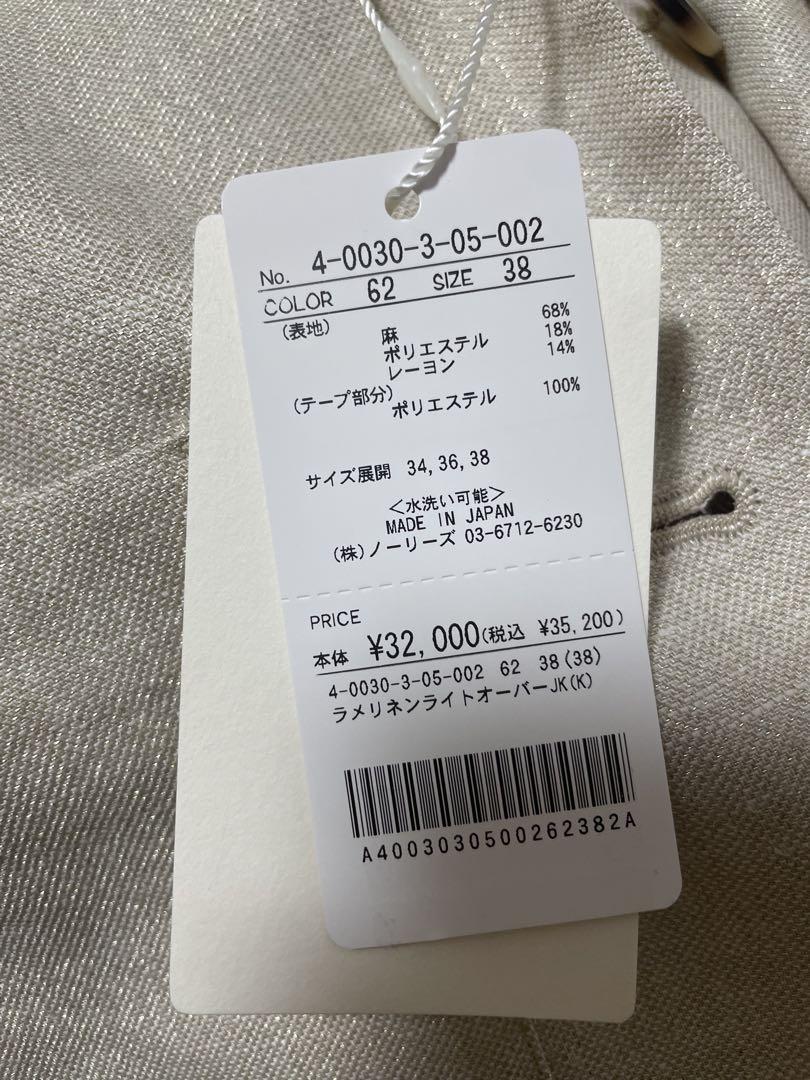 No. 4-0030-3-05-002
COLOR 62 SIZE 38
(表地)
麻 68%
ポリエステル 18%
レーヨン 14%
(テープ部分)
ポリエステル 100%
サイズ展開 34,36,38
<水洗い可能>
MADE IN JAPAN
(株)ノーリーズ 03-6712-6230
PRICE
本体 ¥32,000(税込 ¥35,200)
4-0030-3-05-002 62 38(38)
ラメリネンライトオーバーJK(K)
A4003030500262382A